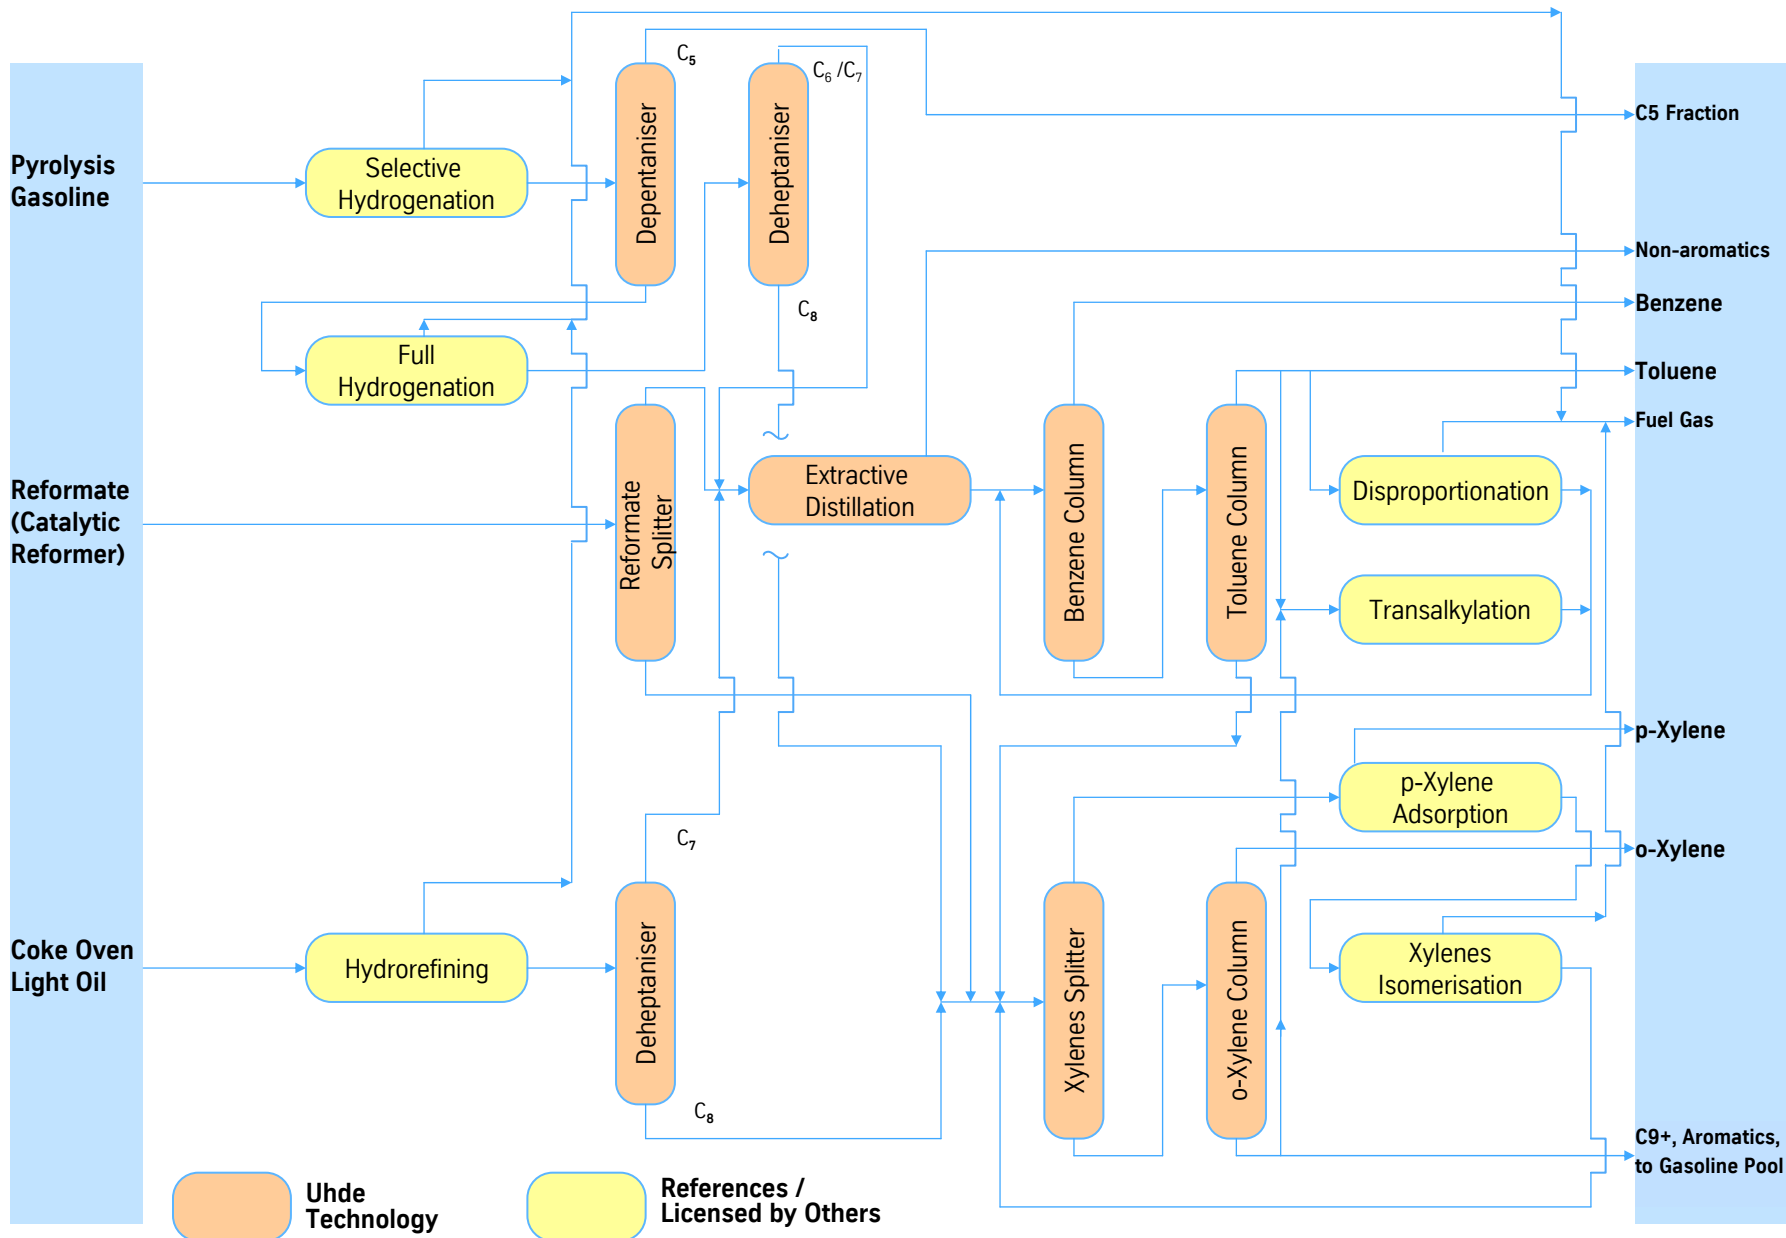 Pyrolysis
Gasoline
Reformate
(Catalytic
Reformer)
Coke Oven
Light Oil
Selective
Hydrogenation
Full
Hydrogenation
Hydrorefining
Depentaniser
C₅
Deheptaniser
C₆ /C₇
C₈
Reformate
Splitter
Deheptaniser
C₇
C₈
Extractive
Distillation
Benzene Column
Toluene Column
Disproportionation
Transalkylation
Xylenes Splitter
o-Xylene Column
p-Xylene
Adsorption
Xylenes
Isomerisation
C5 Fraction
Non-aromatics
Benzene
Toluene
Fuel Gas
p-Xylene
o-Xylene
C9+, Aromatics,
to Gasoline Pool
Uhde
Technology
References /
Licensed by Others